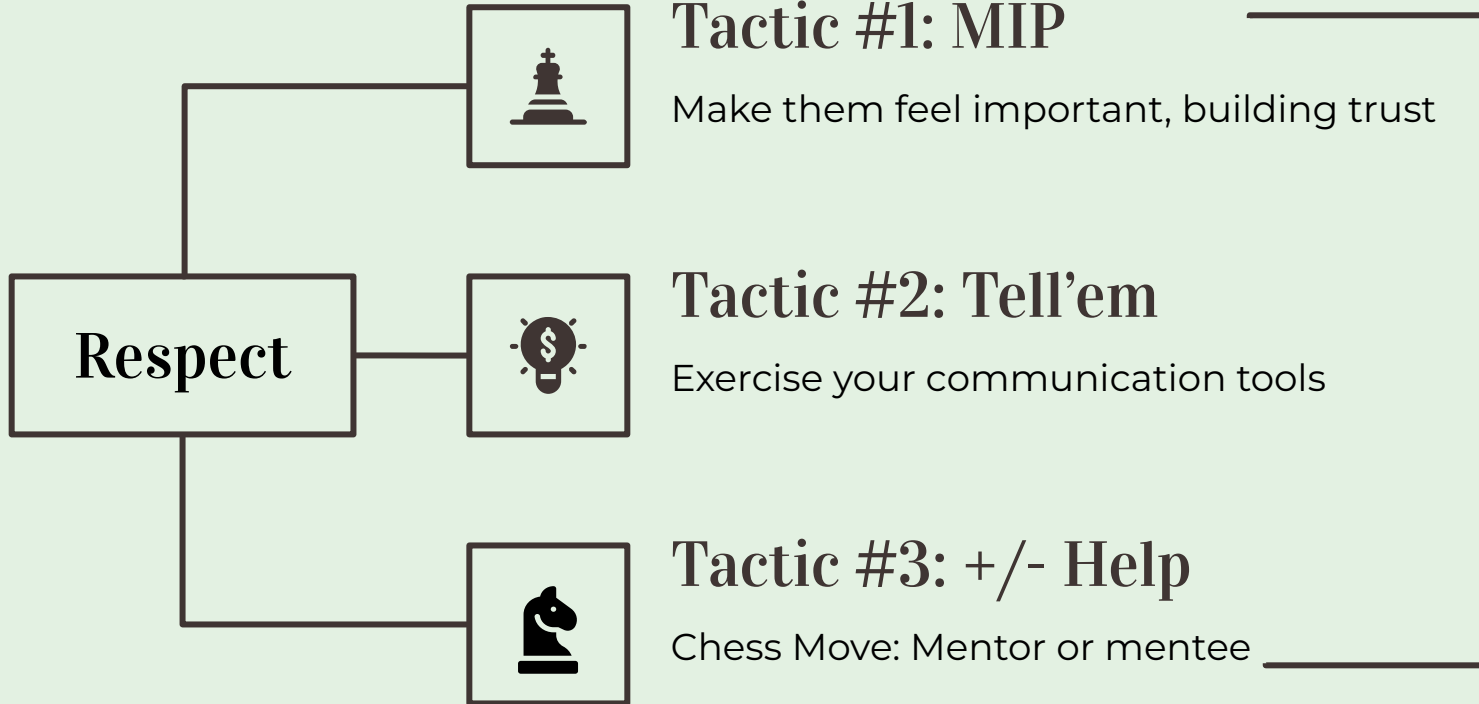 Tactic #1: MIP
Make them feel important, building trust
Respect
Tactic #2: Tell’em
$
Exercise your communication tools
Tactic #3: +/- Help
Chess Move: Mentor or mentee